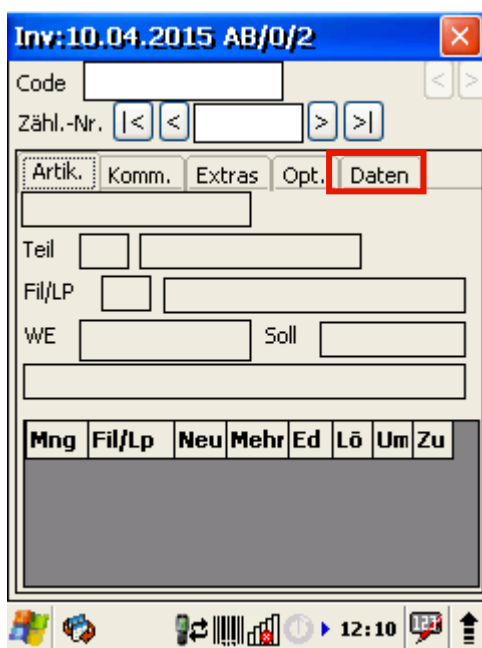 Inv:10.04.2015 AB/0/2
Code < >
Zähl.-Nr. |< < > >|
Artik. Komm. Extras Opt. Daten
Teil
Fil/LP
WE Soll
Mng Fil/Lp Neu Mehr Ed Lö Um Zu
12:10 123